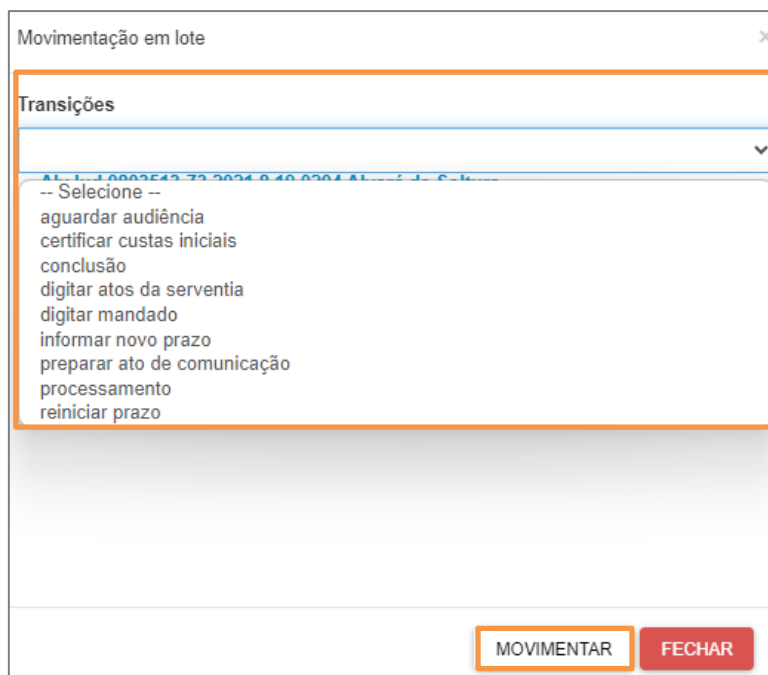 Movimentação em lote
×
Transições
-- Selecione --
aguardar audiência
certificar custas iniciais
conclusão
digitar atos da serventia
digitar mandado
informar novo prazo
preparar ato de comunicação
processamento
reiniciar prazo
MOVIMENTAR
FECHAR